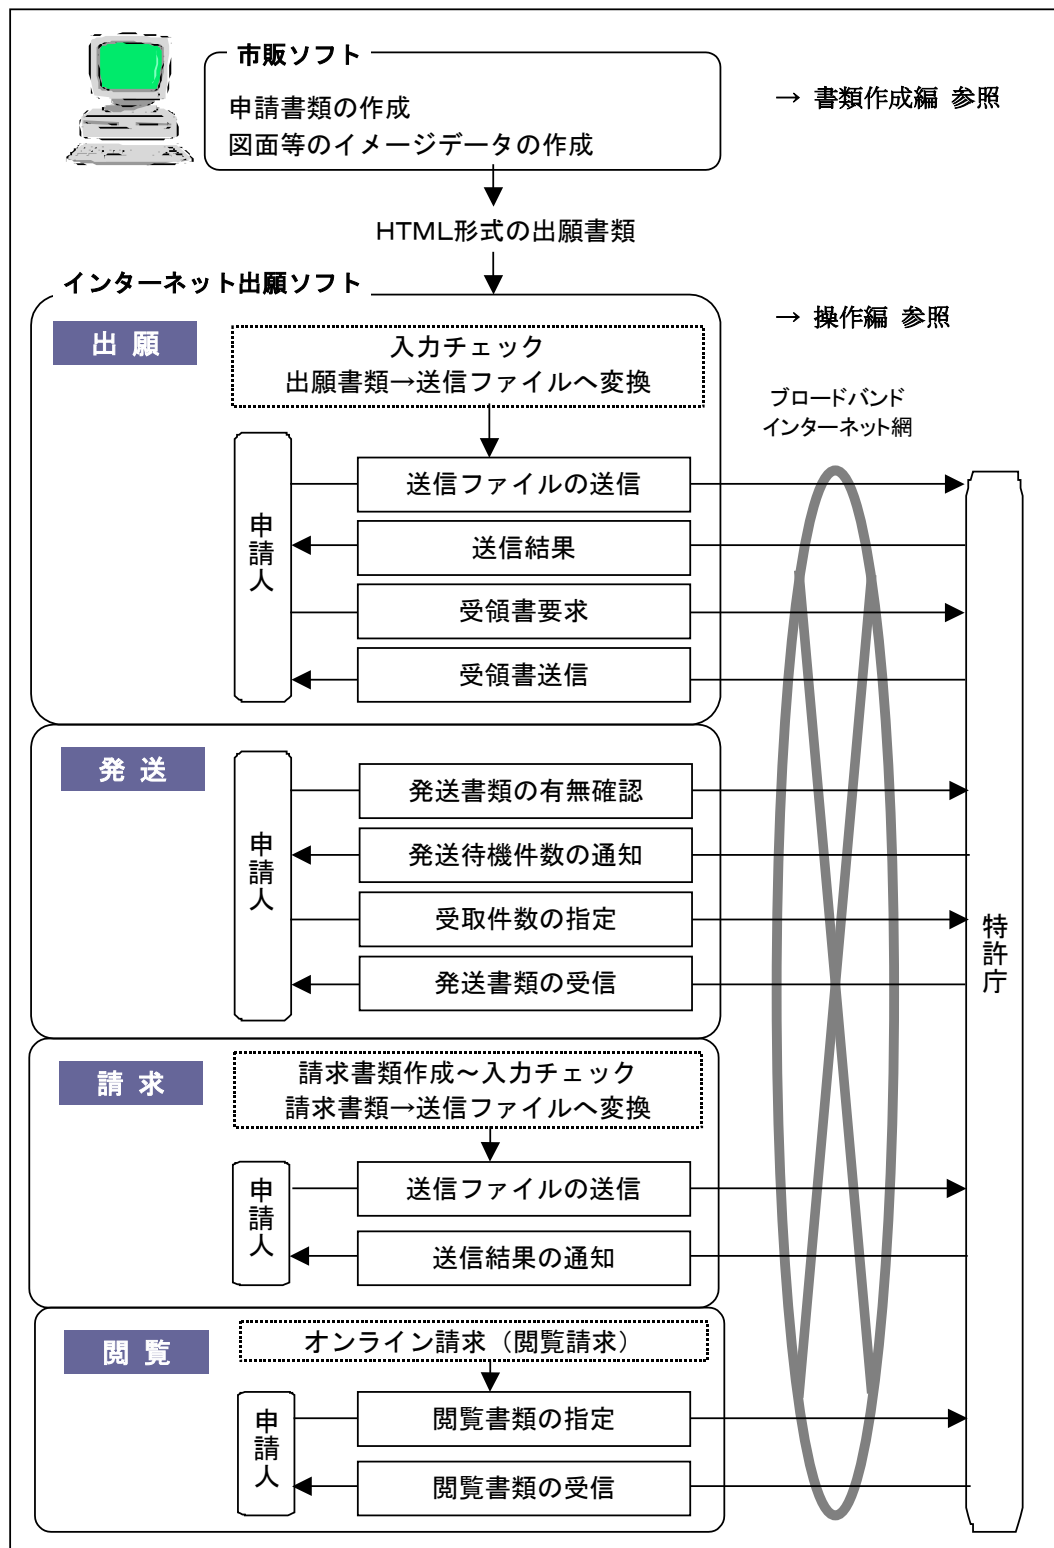 市販ソフト
申請書類の作成
図面等のイメージデータの作成
→ 書類作成編 参照
HTML形式の出願書類
インターネット出願ソフト
→ 操作編 参照
出 願
入力チェック
出願書類→送信ファイルへ変換
ブロードバンド
インターネット網
申請人
送信ファイルの送信
送信結果
受領書要求
受領書送信
発 送
申請人
発送書類の有無確認
発送待機件数の通知
受取件数の指定
発送書類の受信
特許庁
請 求
請求書類作成～入力チェック
請求書類→送信ファイルへ変換
申請人
送信ファイルの送信
送信結果の通知
閲 覧
オンライン請求（閲覧請求）
申請人
閲覧書類の指定
閲覧書類の受信